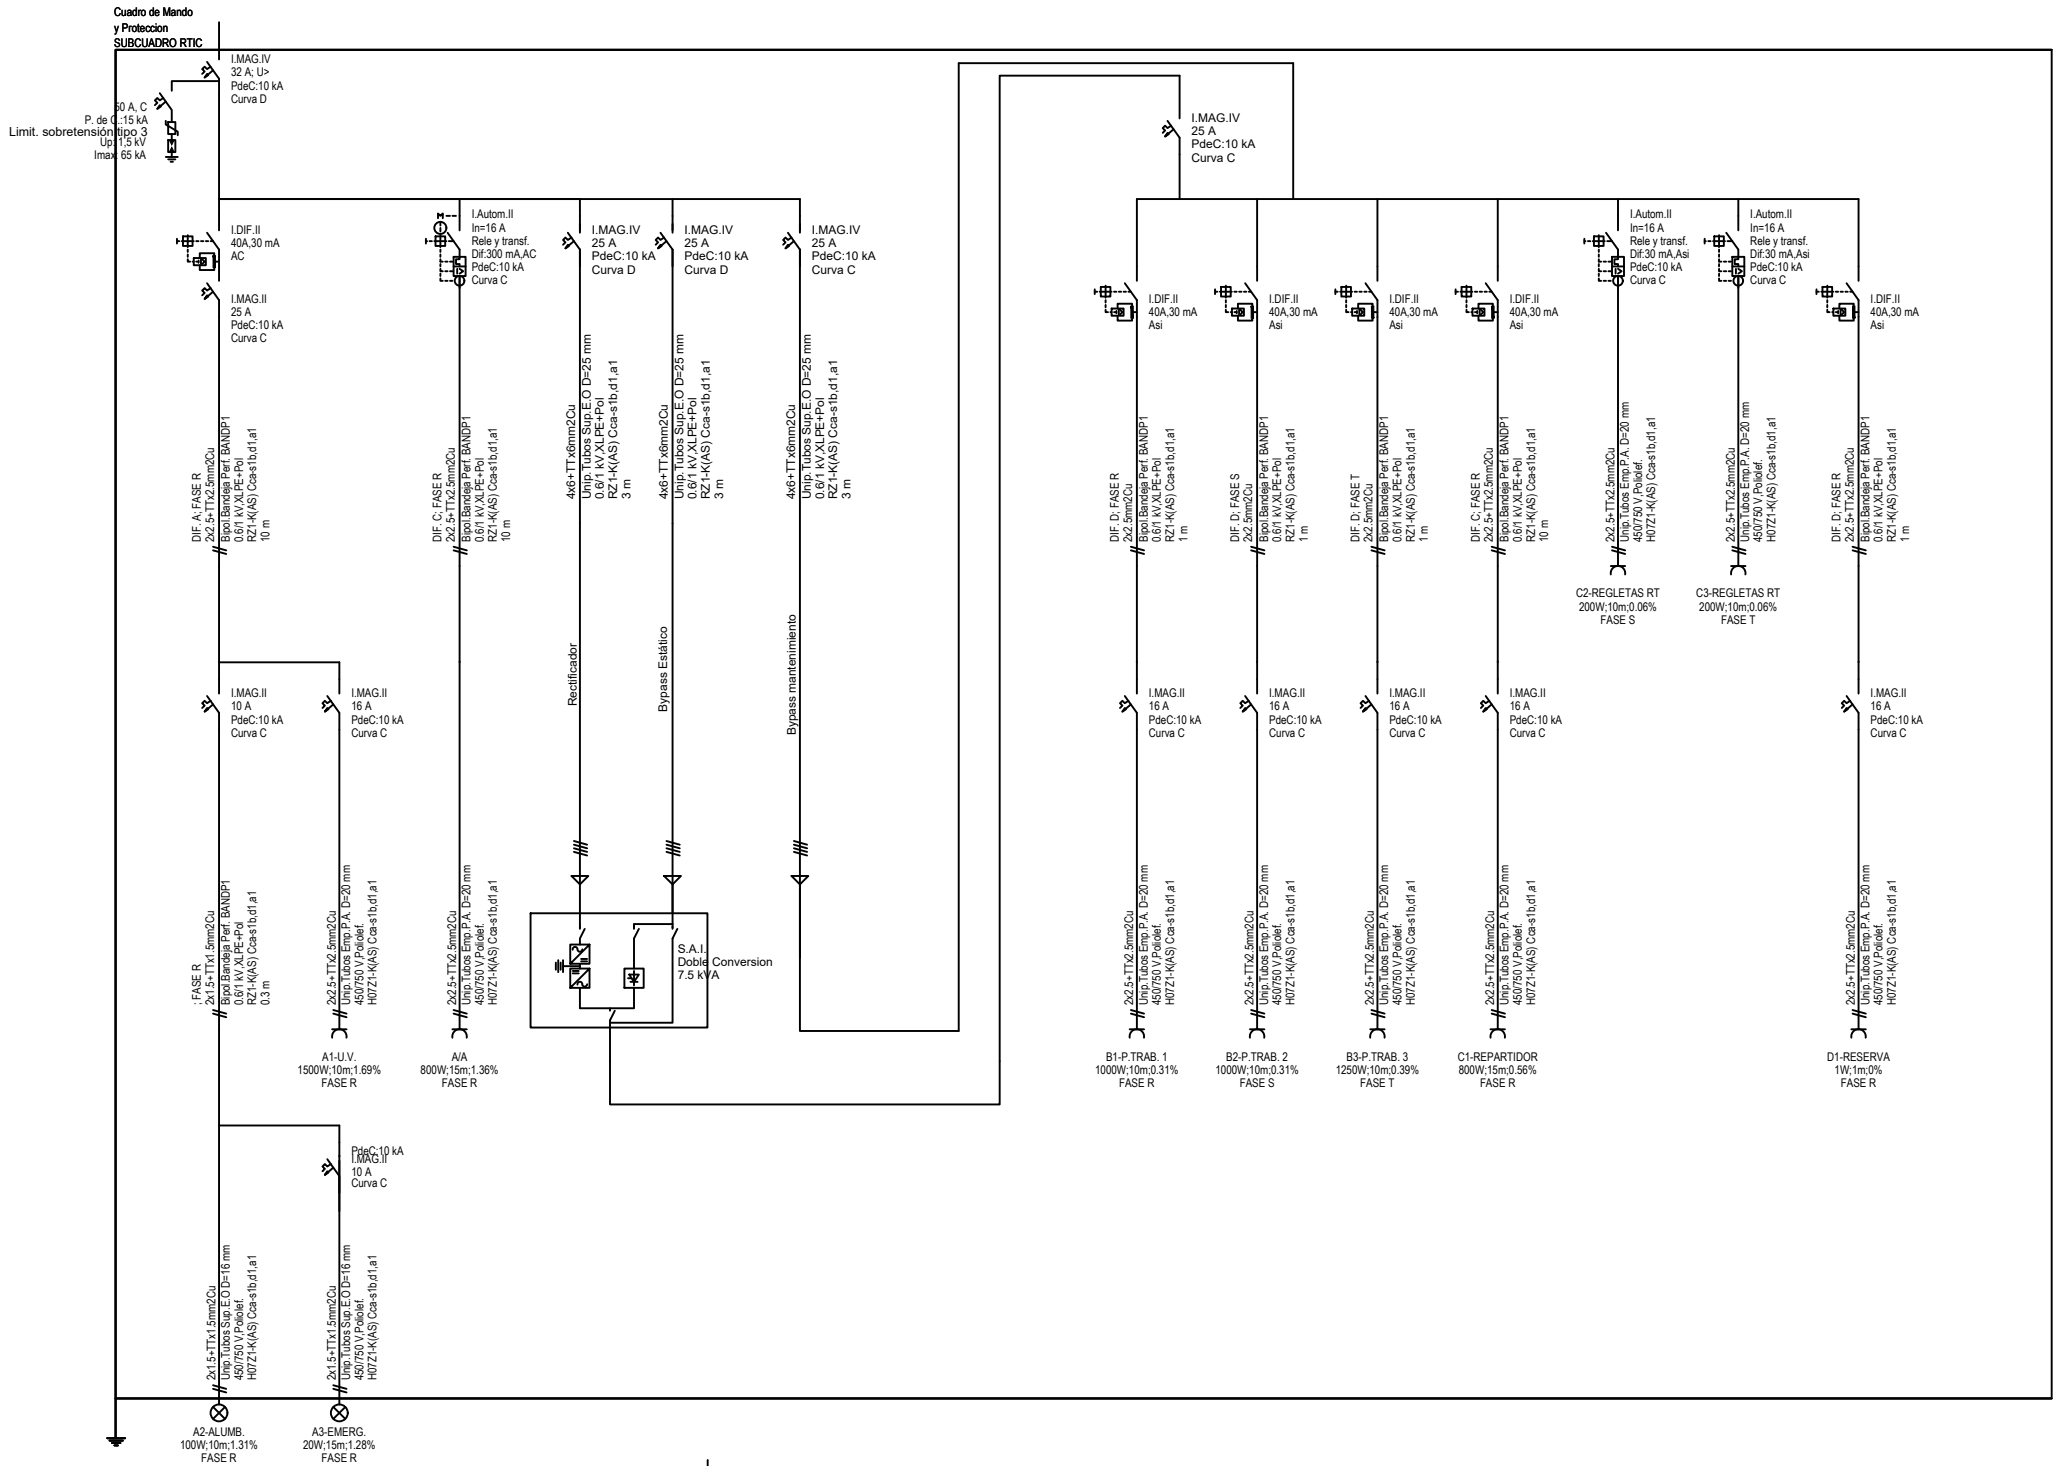 Cuadro de Mando
y Proteccion
SUBCUADRO RTIC
I.MAG.IV
32 A; U>
PdeC:10 kA
Curva D
60 A, C
P. de C.:15 kA
Limit. sobretensión tipo 3
Up: 1,5 kV
Imax: 65 kA
I.MAG.IV
25 A
PdeC:10 kA
Curva C
I.DIF.II
40A,30 mA
AC
I.MAG.II
25 A
PdeC:10 kA
Curva C
I.Autom.II
In=16 A
Rele y transf.
Dif:300 mA,AC
PdeC:10 kA
Curva C
I.MAG.IV
25 A
PdeC:10 kA
Curva D
I.MAG.IV
25 A
PdeC:10 kA
Curva D
I.MAG.IV
25 A
PdeC:10 kA
Curva C
I.DIF.II
40A,30 mA
Asi
I.DIF.II
40A,30 mA
Asi
I.DIF.II
40A,30 mA
Asi
I.DIF.II
40A,30 mA
Asi
I.Autom.II
In=16 A
Rele y transf.
Dif:30 mA,Asi
PdeC:10 kA
Curva C
I.Autom.II
In=16 A
Rele y transf.
Dif:30 mA,Asi
PdeC:10 kA
Curva C
I.DIF.II
40A,30 mA
Asi
DIF. A; FASE R
2x2.5+TTx2.5mm2Cu
Bipol.Bandeja Perf. BANDP1
0.6/1 kV,XLPE+Pol
RZ1-K(AS) Cca-s1b,d1,a1
10 m
DIF. C; FASE R
2x2.5+TTx2.5mm2Cu
Bipol.Bandeja Perf. BANDP1
0.6/1 kV,XLPE+Pol
RZ1-K(AS) Cca-s1b,d1,a1
10 m
4x6+TTx6mm2Cu
Unip.Tubos Sup.E.O D=25 mm
0.6/1 kV,XLPE+Pol
RZ1-K(AS) Cca-s1b,d1,a1
3 m
4x6+TTx6mm2Cu
Unip.Tubos Sup.E.O D=25 mm
0.6/1 kV,XLPE+Pol
RZ1-K(AS) Cca-s1b,d1,a1
3 m
4x6+TTx6mm2Cu
Unip.Tubos Sup.E.O D=25 mm
0.6/1 kV,XLPE+Pol
RZ1-K(AS) Cca-s1b,d1,a1
3 m
DIF. D; FASE R
2x2.5mm2Cu
Bipol.Bandeja Perf. BANDP1
0.6/1 kV,XLPE+Pol
RZ1-K(AS) Cca-s1b,d1,a1
1 m
DIF. D; FASE S
2x2.5mm2Cu
Bipol.Bandeja Perf. BANDP1
0.6/1 kV,XLPE+Pol
RZ1-K(AS) Cca-s1b,d1,a1
1 m
DIF. D; FASE T
2x2.5mm2Cu
Bipol.Bandeja Perf. BANDP1
0.6/1 kV,XLPE+Pol
RZ1-K(AS) Cca-s1b,d1,a1
1 m
DIF. C; FASE R
2x2.5+TTx2.5mm2Cu
Bipol.Bandeja Perf. BANDP1
0.6/1 kV,XLPE+Pol
RZ1-K(AS) Cca-s1b,d1,a1
10 m
2x2.5+TTx2.5mm2Cu
Unip.Tubos Emp.P.A. D=20 mm
450/750 V,Poliolef.
H07Z1-K(AS) Cca-s1b,d1,a1
2x2.5+TTx2.5mm2Cu
Unip.Tubos Emp.P.A. D=20 mm
450/750 V,Poliolef.
H07Z1-K(AS) Cca-s1b,d1,a1
DIF. D; FASE R
2x2.5+TTx2.5mm2Cu
Bipol.Bandeja Perf. BANDP1
0.6/1 kV,XLPE+Pol
RZ1-K(AS) Cca-s1b,d1,a1
1 m
C2-REGLETAS RT
200W;10m;0.06%
FASE S
C3-REGLETAS RT
200W;10m;0.06%
FASE T
Rectificador
Bypass Estático
Bypass mantenimiento
I.MAG.II
10 A
PdeC:10 kA
Curva C
I.MAG.II
16 A
PdeC:10 kA
Curva C
I.MAG.II
16 A
PdeC:10 kA
Curva C
I.MAG.II
16 A
PdeC:10 kA
Curva C
I.MAG.II
16 A
PdeC:10 kA
Curva C
I.MAG.II
16 A
PdeC:10 kA
Curva C
I.MAG.II
16 A
PdeC:10 kA
Curva C
; FASE R
2x1.5+TTx1.5mm2Cu
Bipol.Bandeja Perf. BANDP1
0.6/1 kV,XLPE+Pol
RZ1-K(AS) Cca-s1b,d1,a1
0.3 m
2x2.5+TTx2.5mm2Cu
Unip.Tubos Emp.P.A. D=20 mm
450/750 V,Poliolef.
H07Z1-K(AS) Cca-s1b,d1,a1
2x2.5+TTx2.5mm2Cu
Unip.Tubos Emp.P.A. D=20 mm
450/750 V,Poliolef.
H07Z1-K(AS) Cca-s1b,d1,a1
S.A.I.
Doble Conversion
7.5 kVA
2x2.5+TTx2.5mm2Cu
Unip.Tubos Emp.P.A. D=20 mm
450/750 V,Poliolef.
H07Z1-K(AS) Cca-s1b,d1,a1
2x2.5+TTx2.5mm2Cu
Unip.Tubos Emp.P.A. D=20 mm
450/750 V,Poliolef.
H07Z1-K(AS) Cca-s1b,d1,a1
2x2.5+TTx2.5mm2Cu
Unip.Tubos Emp.P.A. D=20 mm
450/750 V,Poliolef.
H07Z1-K(AS) Cca-s1b,d1,a1
2x2.5+TTx2.5mm2Cu
Unip.Tubos Emp.P.A. D=20 mm
450/750 V,Poliolef.
H07Z1-K(AS) Cca-s1b,d1,a1
2x2.5+TTx2.5mm2Cu
Unip.Tubos Emp.P.A. D=20 mm
450/750 V,Poliolef.
H07Z1-K(AS) Cca-s1b,d1,a1
A1-U.V.
1500W;10m;1.69%
FASE R
A/A
800W;15m;1.36%
FASE R
B1-P.TRAB. 1
1000W;10m;0.31%
FASE R
B2-P.TRAB. 2
1000W;10m;0.31%
FASE S
B3-P.TRAB. 3
1250W;10m;0.39%
FASE T
C1-REPARTIDOR
800W;15m;0.56%
FASE R
D1-RESERVA
1W;1m;0%
FASE R
PdeC:10 kA
I.MAG.II
10 A
Curva C
2x1.5+TTx1.5mm2Cu
Unip.Tubos Sup.E.O D=16 mm
450/750 V,Poliolef.
H07Z1-K(AS) Cca-s1b,d1,a1
2x1.5+TTx1.5mm2Cu
Unip.Tubos Sup.E.O D=16 mm
450/750 V,Poliolef.
H07Z1-K(AS) Cca-s1b,d1,a1
A2-ALUMB.
100W;10m;1.31%
FASE R
A3-EMERG.
20W;15m;1.28%
FASE R